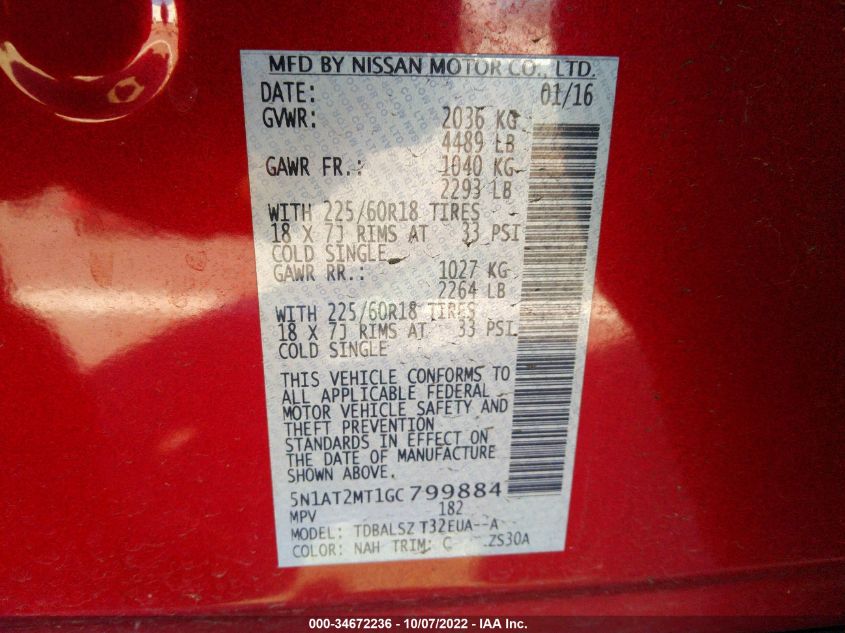 MFD BY NISSAN MOTOR CO., LTD.
DATE: 01/16
GVWR: 2036 KG
4489 LB
GAWR FR.: 1040 KG
2293 LB
WITH 225/60R18 TIRES
18 X 7J RIMS AT 33 PSI
COLD SINGLE
GAWR RR.: 1027 KG
2264 LB
WITH 225/60R18 TIRES
18 X 7J RIMS AT 33 PSI
COLD SINGLE
THIS VEHICLE CONFORMS TO
ALL APPLICABLE FEDERAL
MOTOR VEHICLE SAFETY AND
THEFT PREVENTION
STANDARDS IN EFFECT ON
THE DATE OF MANUFACTURE
SHOWN ABOVE.
5N1AT2MT1GC799884
MPV 182
MODEL: TDBALSZ T32EUA--A
COLOR: NAH TRIM: ZS30A
000-34672236 - 10/07/2022 - IAA Inc.